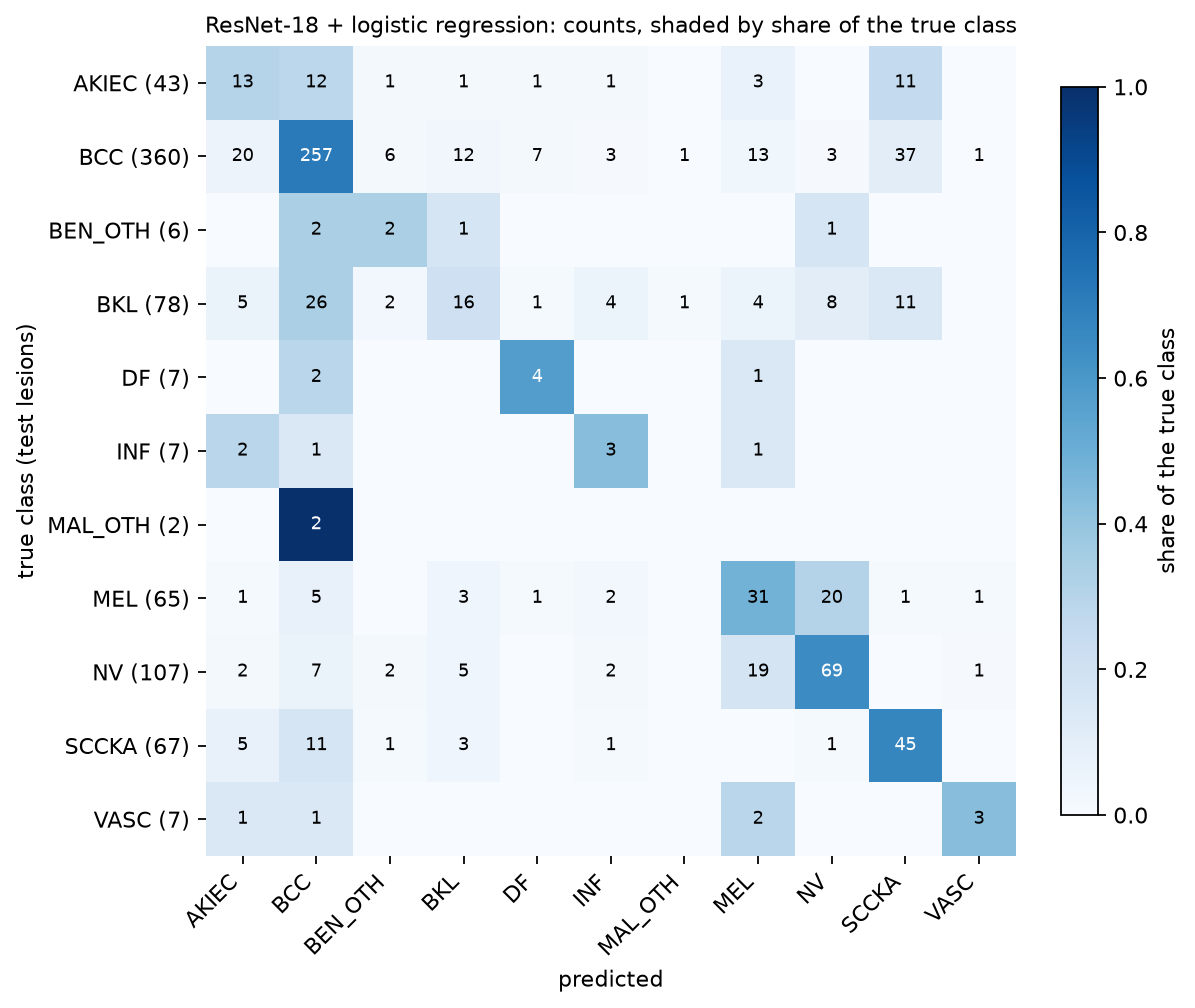 ResNet-18 + logistic regression: counts, shaded by share of the true class
AKIEC (43) 13 12 1 1 1 1 3 11
BCC (360) 20 257 6 12 7 3 1 13 3 37 1
BEN_OTH (6) 2 2 1 1
BKL (78) 5 26 2 16 1 4 1 4 8 11
DF (7) 2 4 1
INF (7) 2 1 3 1
MAL_OTH (2) 2
MEL (65) 1 5 3 1 2 31 20 1 1
NV (107) 2 7 2 5 2 19 69 1
SCCKA (67) 5 11 1 3 1 1 45
VASC (7) 1 1 2 3
AKIEC BCC BEN_OTH BKL DF INF MAL_OTH MEL NV SCCKA VASC
predicted
true class (test lesions)
1.0
0.8
0.6
0.4
0.2
0.0
share of the true class